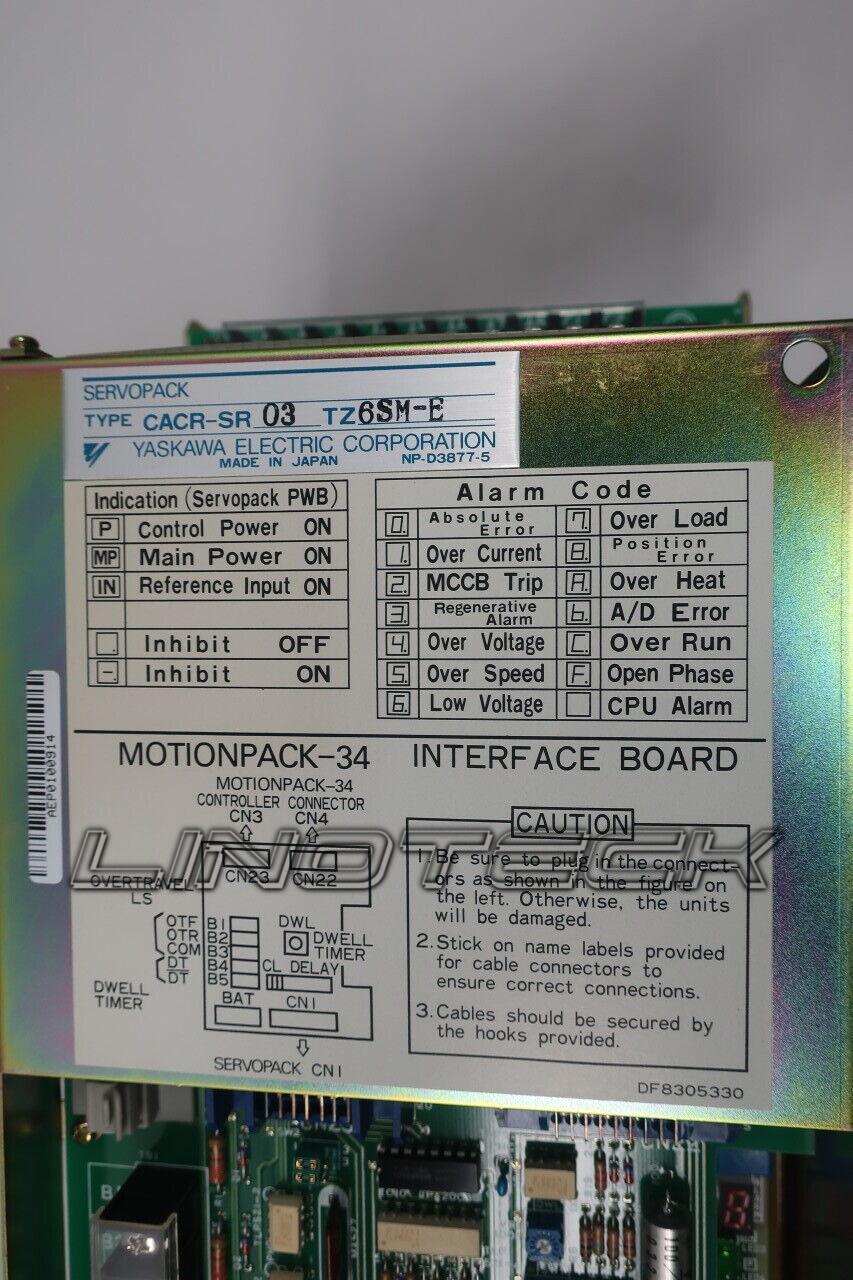 SERVOPACK
TYPE CACR-SR 03 TZ6SM-E
YASKAWA ELECTRIC CORPORATION
MADE IN JAPAN NP-D3877-5
Indication (Servopack PWB)
P Control Power ON
MP Main Power ON
IN Reference Input ON
. Inhibit OFF
-. Inhibit ON
Alarm Code
0. Absolute Error
1. Over Current
2. MCCB Trip
3. Regenerative Alarm
4. Over Voltage
5. Over Speed
6. Low Voltage
7. Over Load
8. Position Error
A. Over Heat
b. A/D Error
C. Over Run
F. Open Phase
CPU Alarm
AEP0100914
MOTIONPACK-34 INTERFACE BOARD
MOTIONPACK-34
CONTROLLER CONNECTOR
CN3 CN4
CN23 CN22
OVERTRAVEL
LS
OTF B1
OTR B2
COM B3
DT B4
DT B5
DWELL
TIMER
DWL
DWELL
TIMER
CL DELAY
BAT CN1
SERVOPACK CN1
CAUTION
1. Be sure to plug in the connect-
ors as shown in the figure on
the left. Otherwise, the units
will be damaged.
2. Stick on name labels provided
for cable connectors to
ensure correct connections.
3. Cables should be secured by
the hooks provided.
DF8305330
LINOTECK